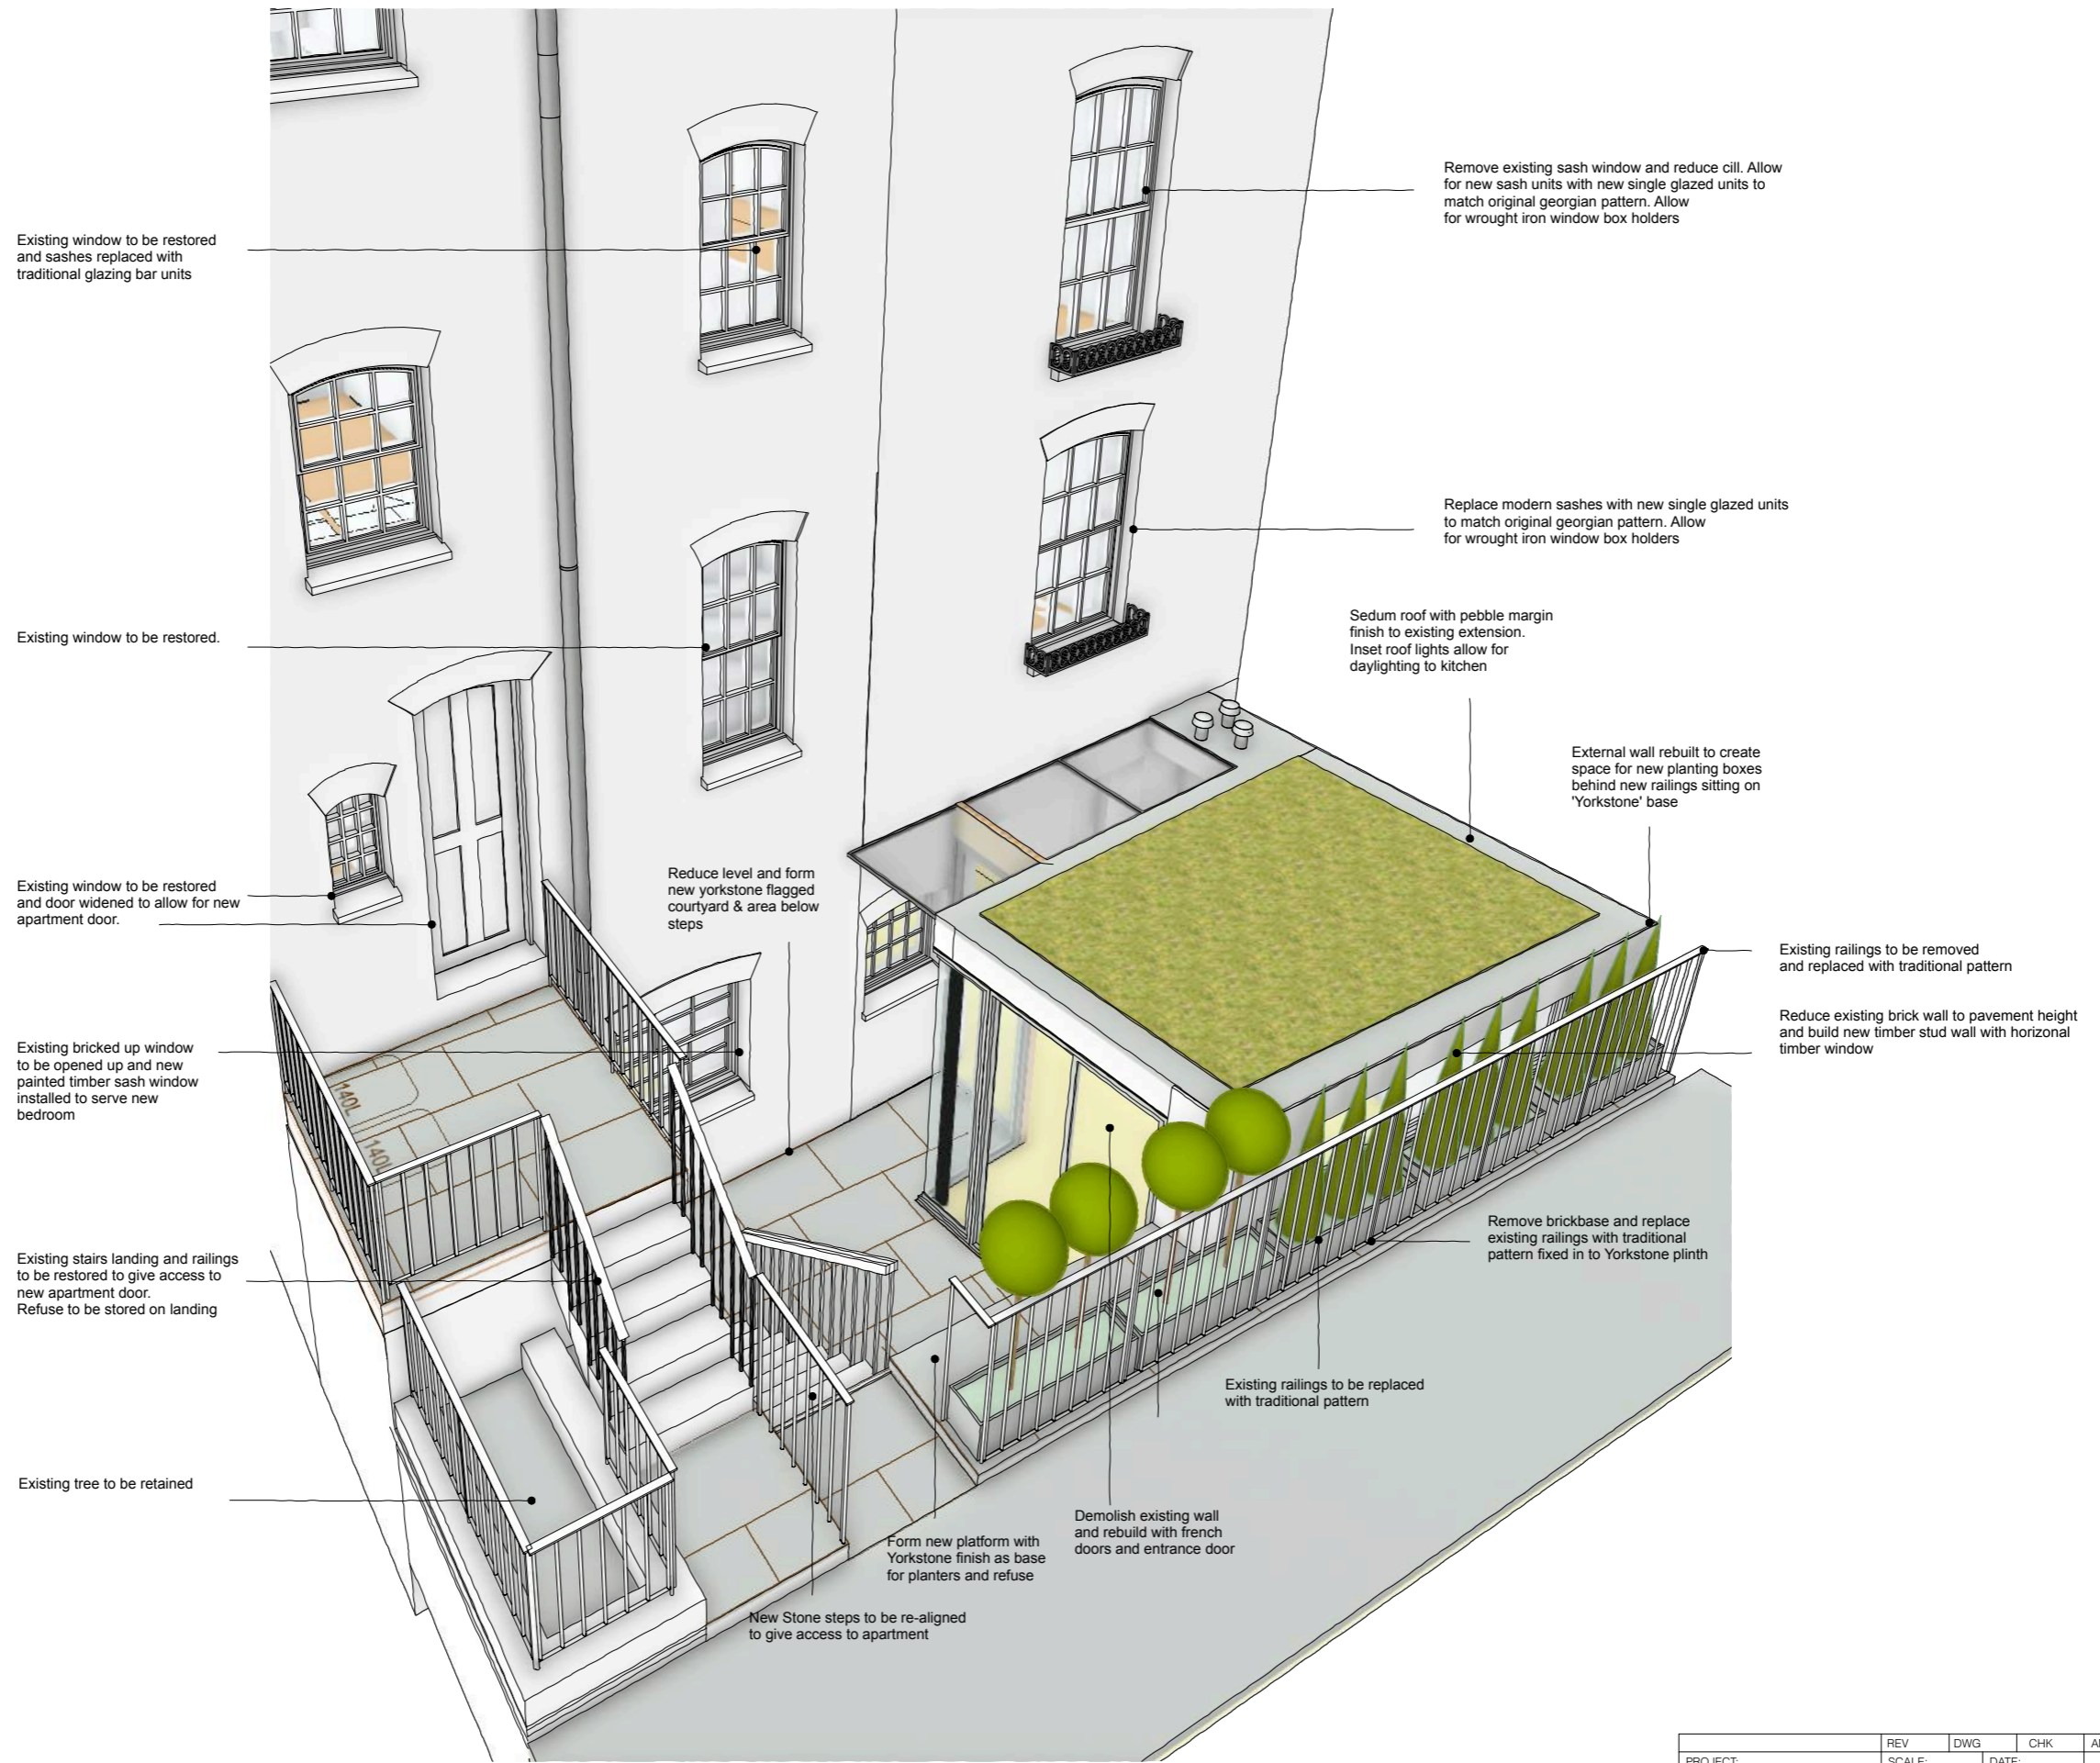 Existing window to be restored
and sashes replaced with
traditional glazing bar units
Existing window to be restored.
Existing window to be restored
and door widened to allow for new
apartment door.
Existing bricked up window
to be opened up and new
painted timber sash window
installed to serve new
bedroom
Existing stairs landing and railings
to be restored to give access to
new apartment door.
Refuse to be stored on landing
Existing tree to be retained
140L
140L
Reduce level and form
new yorkstone flagged
courtyard & area below
steps
Remove existing sash window and reduce cill. Allow
for new sash units with new single glazed units to
match original georgian pattern. Allow
for wrought iron window box holders
Replace modern sashes with new single glazed units
to match original georgian pattern. Allow
for wrought iron window box holders
Sedum roof with pebble margin
finish to existing extension.
Inset roof lights allow for
daylighting to kitchen
External wall rebuilt to create
space for new planting boxes
behind new railings sitting on
'Yorkstone' base
Existing railings to be removed
and replaced with traditional pattern
Reduce existing brick wall to pavement height
and build new timber stud wall with horizonal
timber window
Remove brickbase and replace
existing railings with traditional
pattern fixed in to Yorkstone plinth
Existing railings to be replaced
with traditional pattern
Demolish existing wall
and rebuild with french
doors and entrance door
Form new platform with
Yorkstone finish as base
for planters and refuse
New Stone steps to be re-aligned
to give access to apartment
REV DWG CHK
PROJECT: SCALE: DATE: